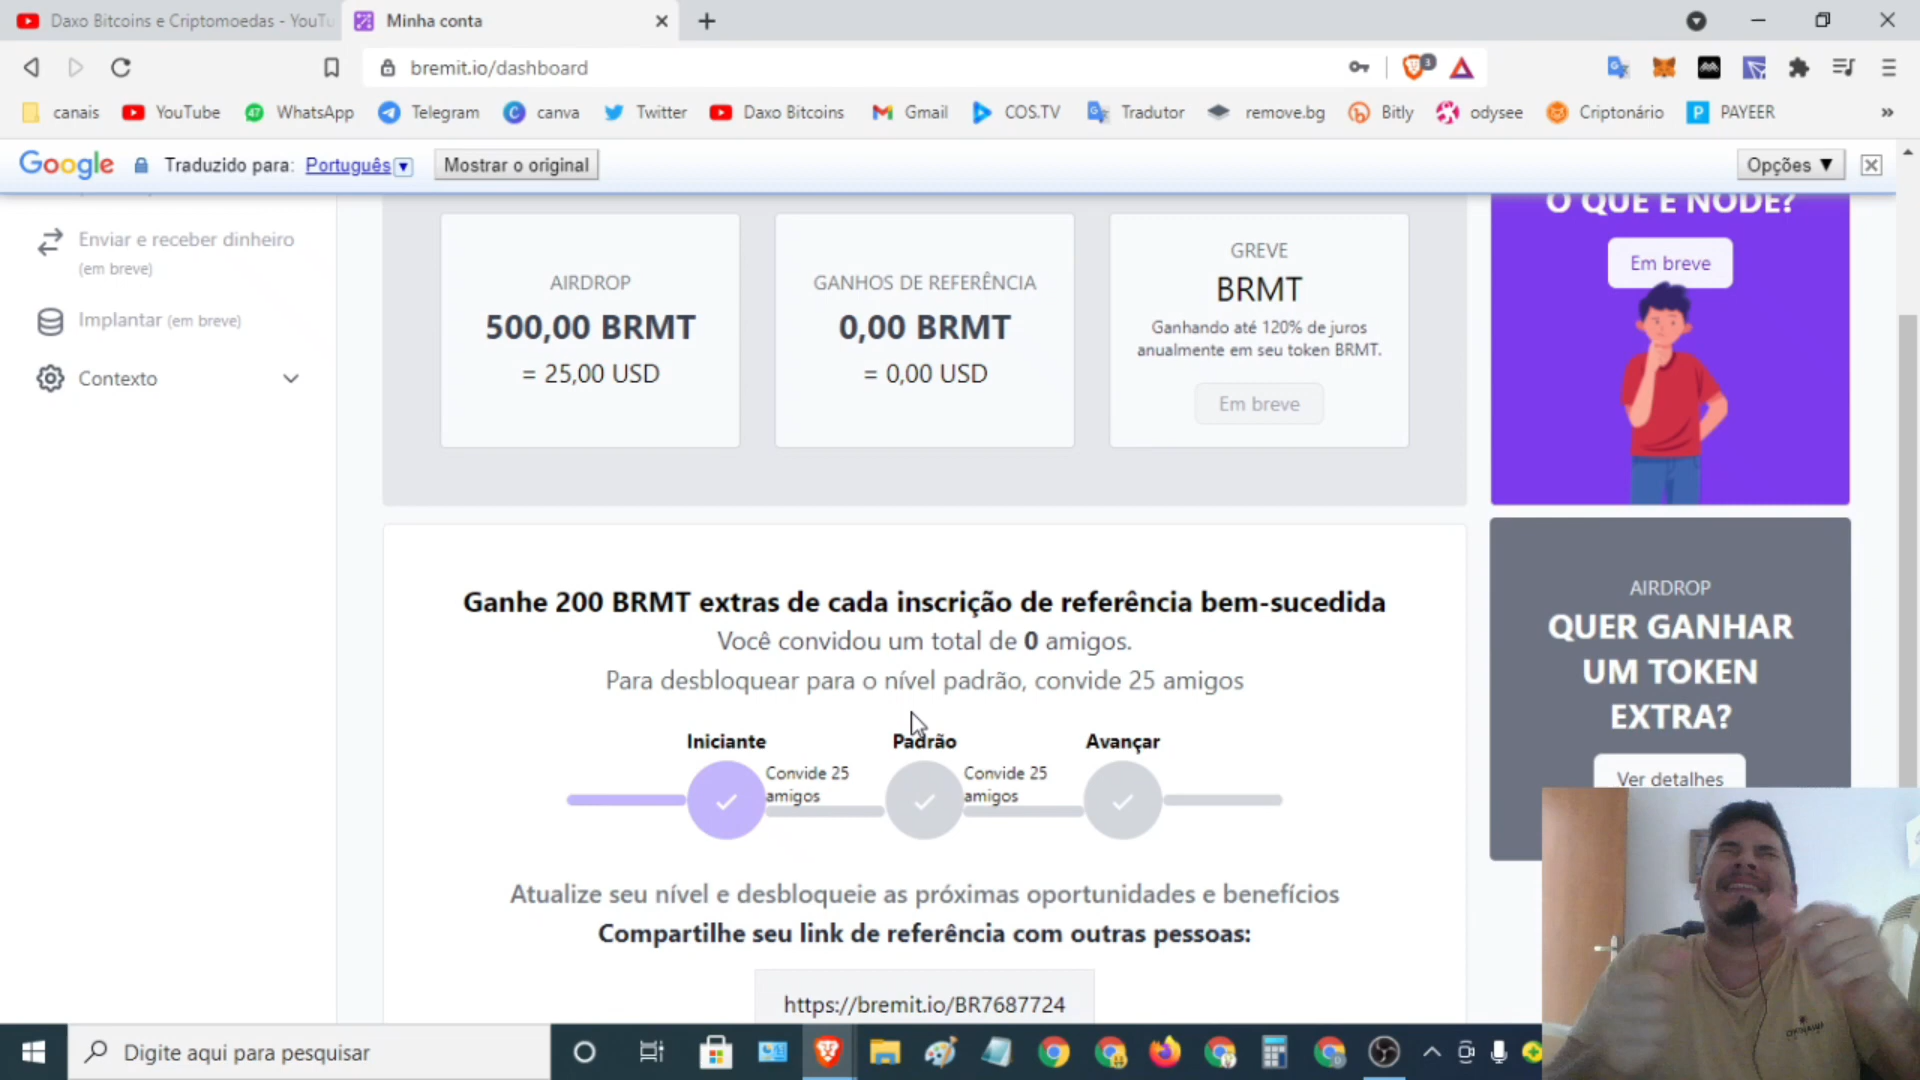 Daxo Bitcoins e Criptomoedas - YouTu
Minha conta
bremit.io/dashboard
3
canais
YouTube
WhatsApp
Telegram
canva
Twitter
Daxo Bitcoins
Gmail
COS.TV
Tradutor
remove.bg
Bitly
odysee
Criptonário
PAYEER
»
Google
Traduzido para: Português
Mostrar o original
Opções ▼
Enviar e receber dinheiro
(em breve)
Implantar (em breve)
Contexto
AIRDROP
500,00 BRMT
= 25,00 USD
GANHOS DE REFERÊNCIA
0,00 BRMT
= 0,00 USD
GREVE
BRMT
Ganhando até 120% de juros
anualmente em seu token BRMT.
Em breve
O QUE É NODE?
Em breve
Ganhe 200 BRMT extras de cada inscrição de referência bem-sucedida
Você convidou um total de 0 amigos.
Para desbloquear para o nível padrão, convide 25 amigos
Iniciante
Padrão
Avançar
Convide 25
amigos
Convide 25
amigos
Atualize seu nível e desbloqueie as próximas oportunidades e benefícios
Compartilhe seu link de referência com outras pessoas:
https://bremit.io/BR7687724
AIRDROP
QUER GANHAR
UM TOKEN
EXTRA?
Ver detalhes
Digite aqui para pesquisar